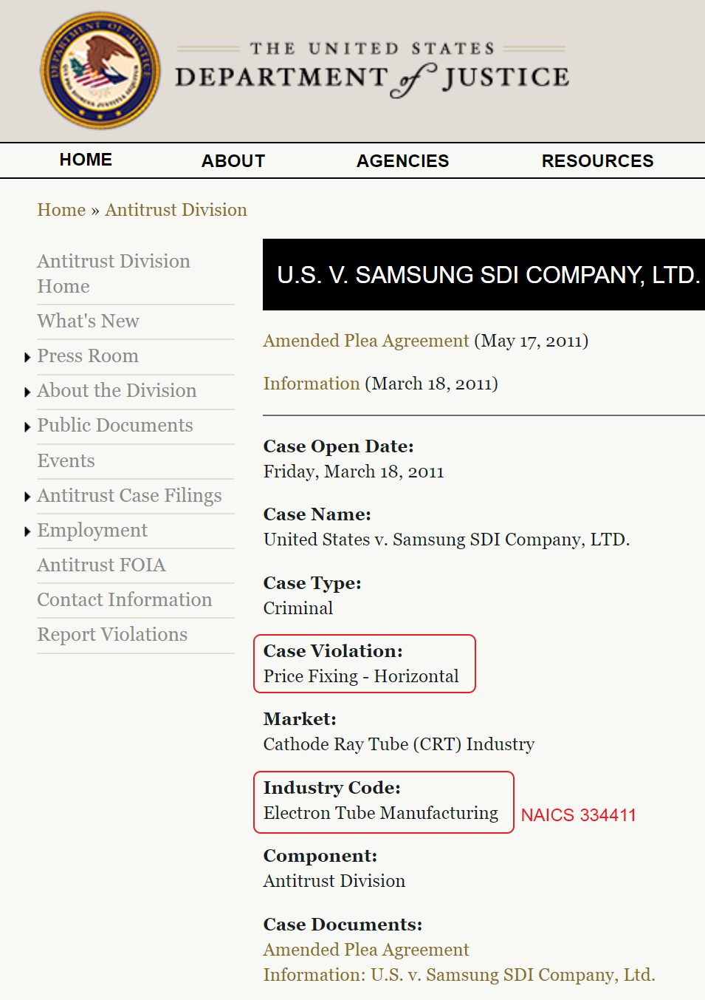 THE UNITED STATES
DEPARTMENT of JUSTICE
HOME ABOUT AGENCIES RESOURCES
Home » Antitrust Division
Antitrust Division
Home
What's New
Press Room
About the Division
Public Documents
Events
Antitrust Case Filings
Employment
Antitrust FOIA
Contact Information
Report Violations
U.S. V. SAMSUNG SDI COMPANY, LTD.
Amended Plea Agreement (May 17, 2011)
Information (March 18, 2011)
Case Open Date:
Friday, March 18, 2011
Case Name:
United States v. Samsung SDI Company, LTD.
Case Type:
Criminal
Case Violation:
Price Fixing - Horizontal
Market:
Cathode Ray Tube (CRT) Industry
Industry Code:
Electron Tube Manufacturing NAICS 334411
Component:
Antitrust Division
Case Documents:
Amended Plea Agreement
Information: U.S. v. Samsung SDI Company, Ltd.